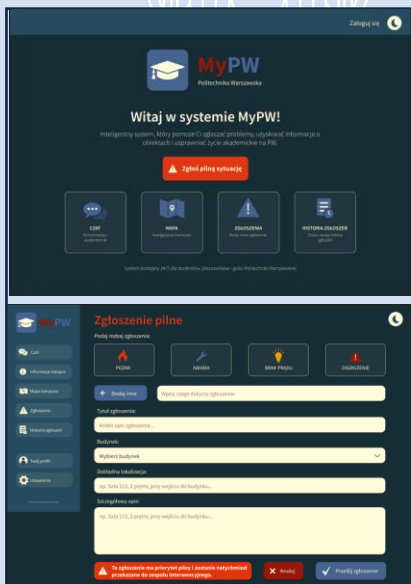 Zaloguj się
MyPW
Politechnika Warszawska
Witaj w systemie MyPW!
Inteligentny system, który pomoże Ci zgłaszać problemy, uzyskiwać informacje o
obiektach i usprawniać życie akademickie na PW.
Zgłoś pilną sytuację
CZAT
MAPA
ZGŁOSZENIA
HISTORIA ZGŁOSZEŃ
System dostępny 24/7 dla studentów, pracowników i gości Politechniki Warszawskiej
MyPW
Czat
Informacje bieżące
Mapa kampusu
Zgłoszenia
Historia zgłoszeń
Twój profil
Ustawienia
Zgłoszenie pilne
Podaj rodzaj zgłoszenia:
POŻAR
AWARIA
BRAK PRĄDU
ZAGROŻENIE
+ Dodaj inne
Wpisz czego dotyczy zgłoszenie
Tytuł zgłoszenia:
Krótki opis zgłoszenia...
Budynek:
Wybierz budynek
Dokładna lokalizacja:
np. Sala 215, 2 piętro, przy wejściu do budynku...
Szczegółowy opis:
np. Sala 215, 2 piętro, przy wejściu do budynku...
To zgłoszenie ma priorytet pilny i zostanie natychmiast
przekazane do zespołu interwencyjnego.
Anuluj
Prześlij zgłoszenie